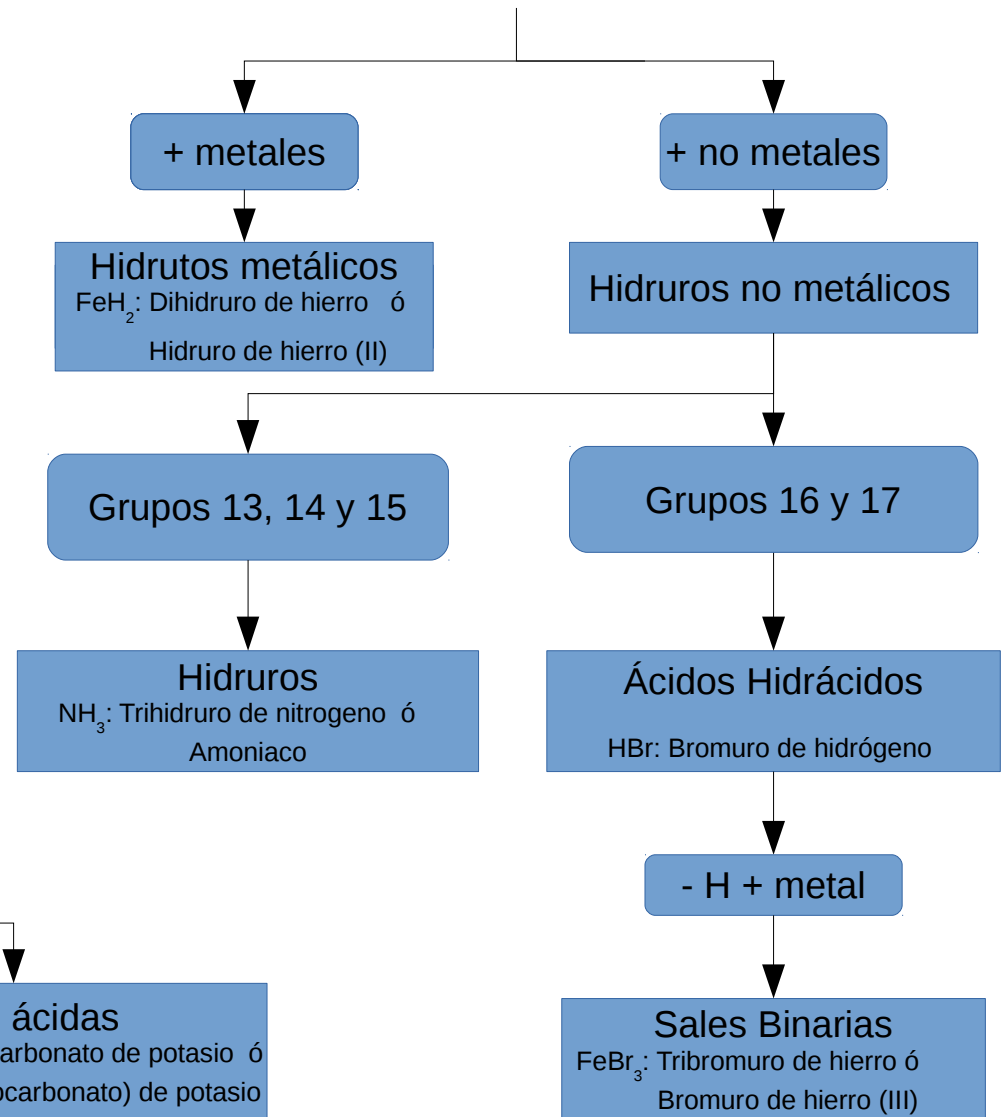 + metales
+ no metales
Hidrutos metálicos
FeH₂: Dihidruro de hierro ó
Hidruro de hierro (II)
Hidruros no metálicos
Grupos 13, 14 y 15
Grupos 16 y 17
Hidruros
NH₃: Trihidruro de nitrogeno ó
Amoniaco
Ácidos Hidrácidos
HBr: Bromuro de hidrógeno
- H + metal
ácidas
arbonato de potasio ó
ocarbonato) de potasio
Sales Binarias
FeBr₃: Tribromuro de hierro ó
Bromuro de hierro (III)